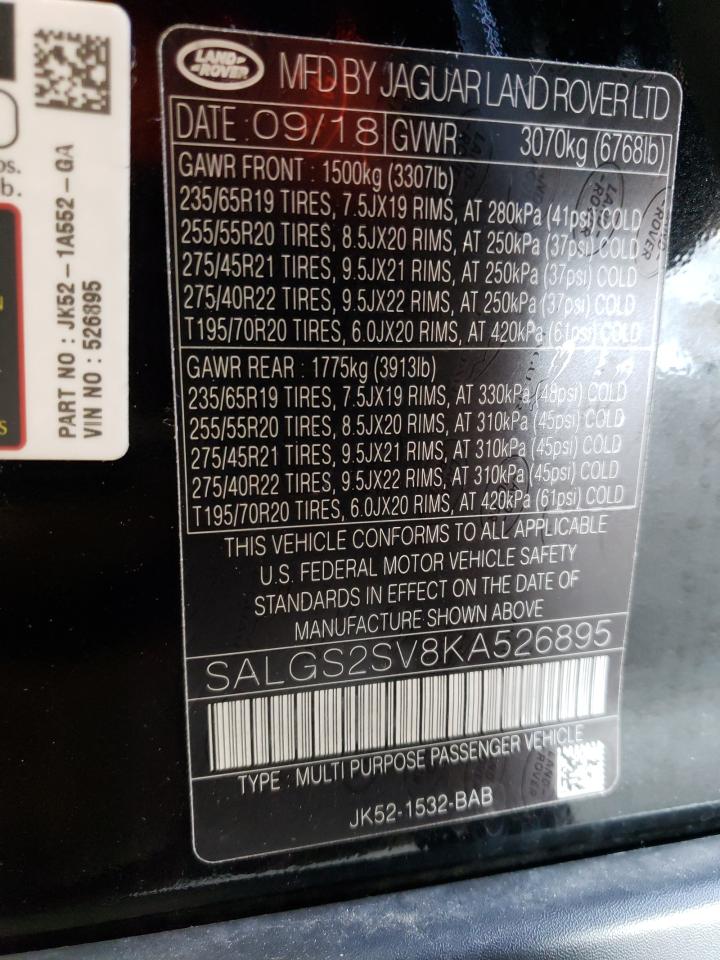 LAND-
-ROVER
MFD BY JAGUAR LAND ROVER LTD
DATE : 09/18 GVWR: 3070kg (6768lb)
GAWR FRONT : 1500kg (3307lb)
235/65R19 TIRES, 7.5JX19 RIMS, AT 280kPa (41psi) COLD
255/55R20 TIRES, 8.5JX20 RIMS, AT 250kPa (37psi) COLD
275/45R21 TIRES, 9.5JX21 RIMS, AT 250kPa (37psi) COLD
275/40R22 TIRES, 9.5JX22 RIMS, AT 250kPa (37psi) COLD
T195/70R20 TIRES, 6.0JX20 RIMS, AT 420kPa (61psi) COLD
GAWR REAR : 1775kg (3913lb)
235/65R19 TIRES, 7.5JX19 RIMS, AT 330kPa (48psi) COLD
255/55R20 TIRES, 8.5JX20 RIMS, AT 310kPa (45psi) COLD
275/45R21 TIRES, 9.5JX21 RIMS, AT 310kPa (45psi) COLD
275/40R22 TIRES, 9.5JX22 RIMS, AT 310kPa (45psi) COLD
T195/70R20 TIRES, 6.0JX20 RIMS, AT 420kPa (61psi) COLD
THIS VEHICLE CONFORMS TO ALL APPLICABLE
U.S. FEDERAL MOTOR VEHICLE SAFETY
STANDARDS IN EFFECT ON THE DATE OF
MANUFACTURE SHOWN ABOVE
SALGS2SV8KA526895
TYPE : MULTI PURPOSE PASSENGER VEHICLE
JK52-1532-BAB
PART NO : JK52-1A552-GA
VIN NO : 526895